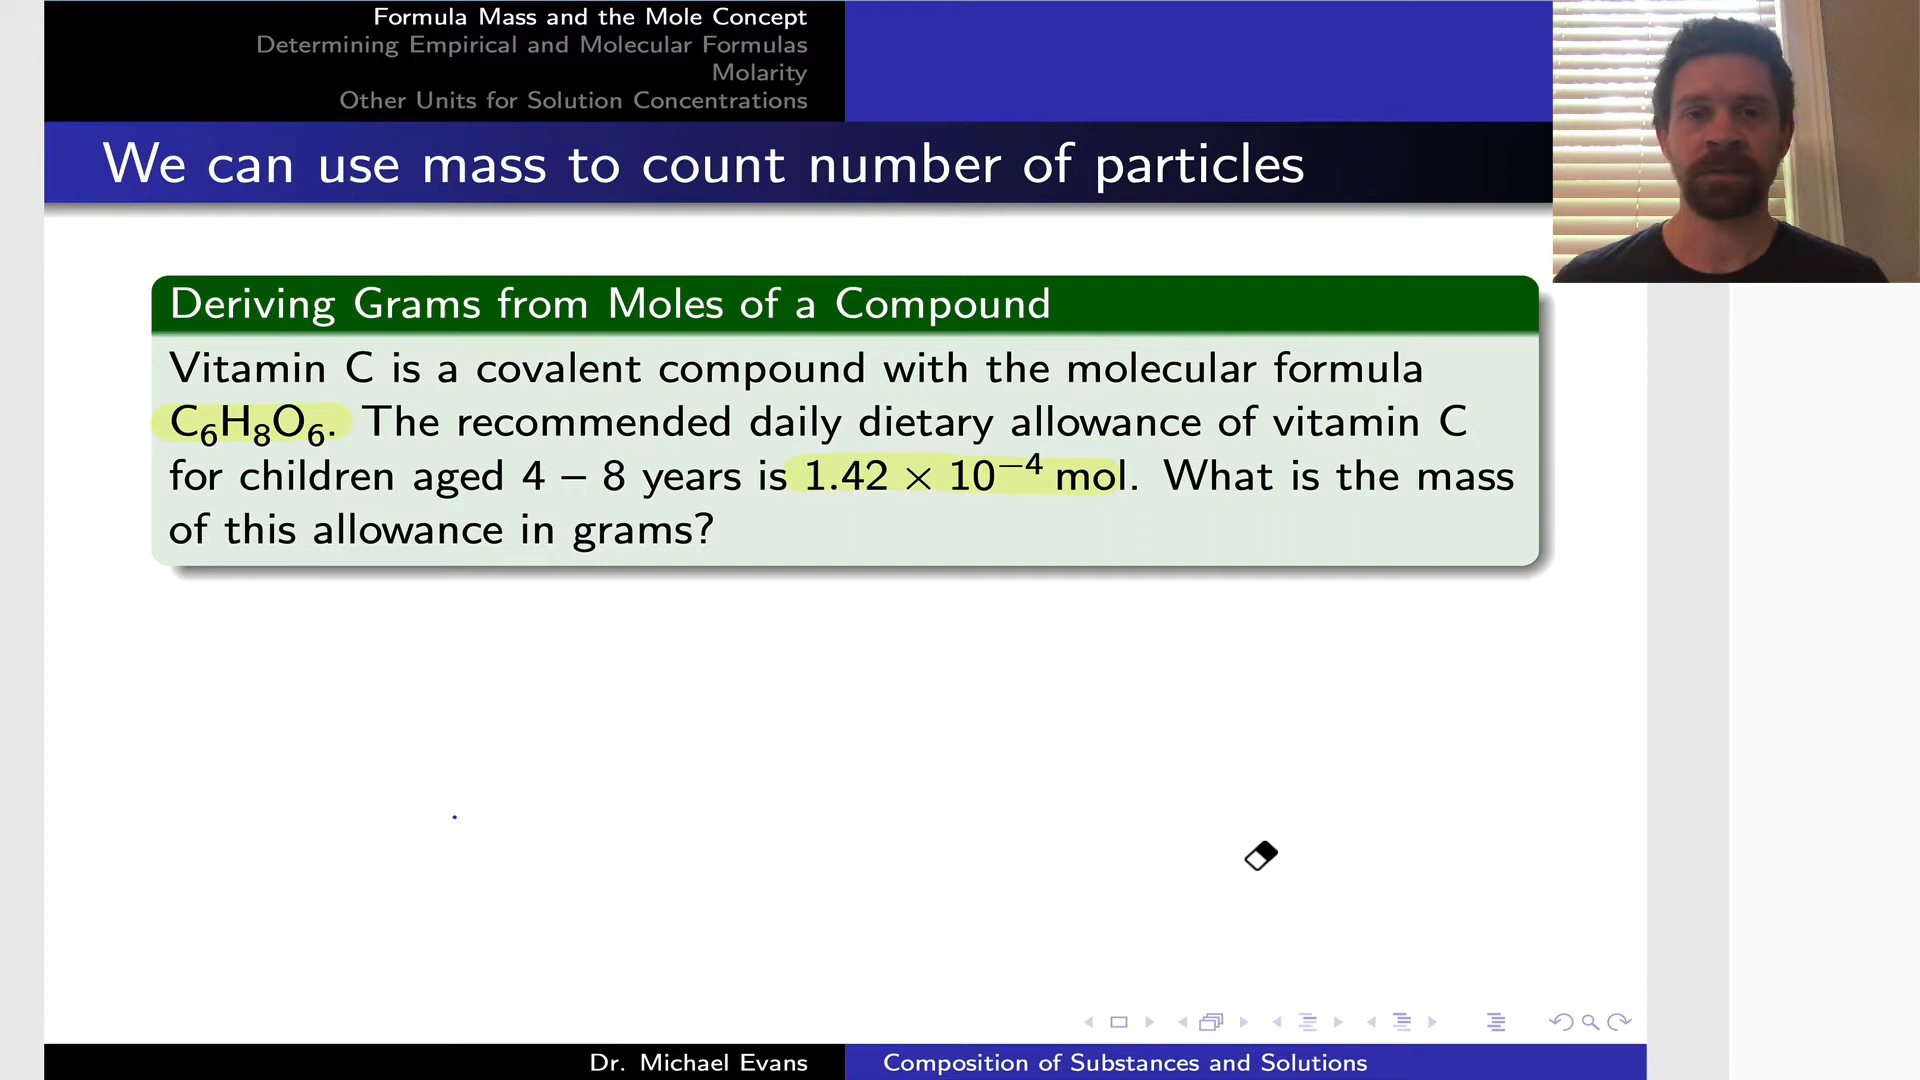 Formula Mass and the Mole Concept
Determining Empirical and Molecular Formulas
Molarity
Other Units for Solution Concentrations
We can use mass to count number of particles
Deriving Grams from Moles of a Compound
Vitamin C is a covalent compound with the molecular formula
C₆H₈O₆. The recommended daily dietary allowance of vitamin C
for children aged 4 – 8 years is 1.42 × 10⁻⁴ mol. What is the mass
of this allowance in grams?
Dr. Michael Evans
Composition of Substances and Solutions